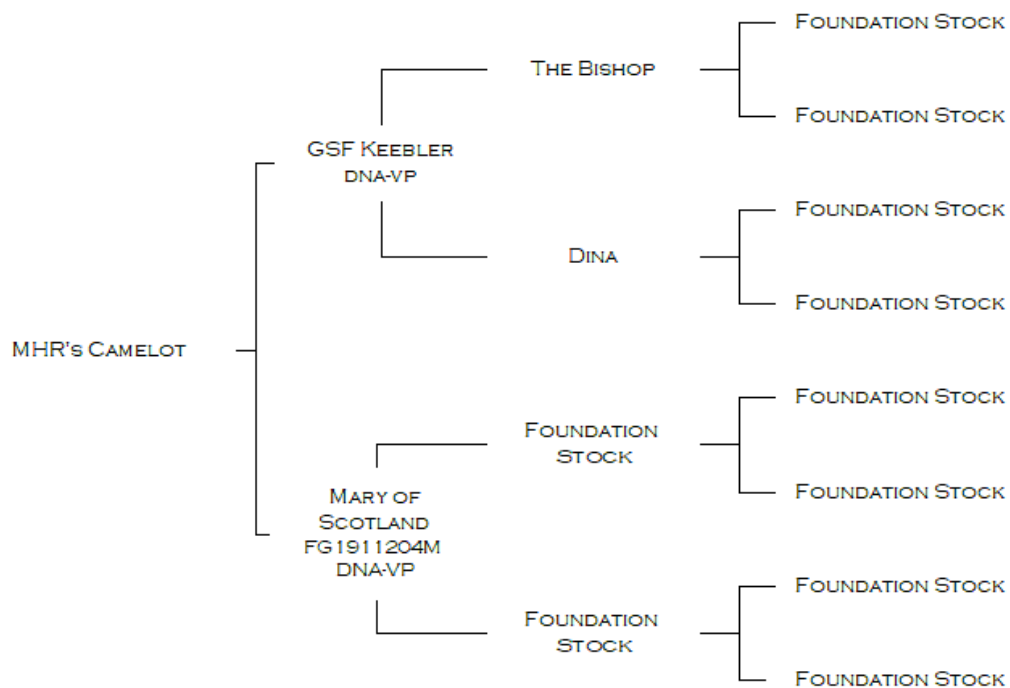 Foundation Stock
The Bishop
Foundation Stock
GSF Keebler
DNA-VP
Foundation Stock
Dina
Foundation Stock
MHR's Camelot
Foundation Stock
Foundation
Stock
Foundation Stock
Mary of
Scotland
FG1911204M
DNA-VP
Foundation Stock
Foundation
Stock
Foundation Stock